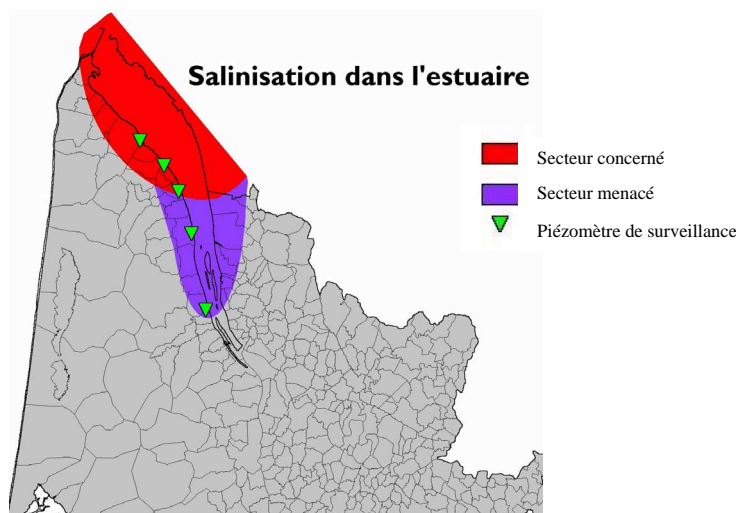 Salinisation dans l'estuaire
Secteur concerné
Secteur menacé
Piézomètre de surveillance